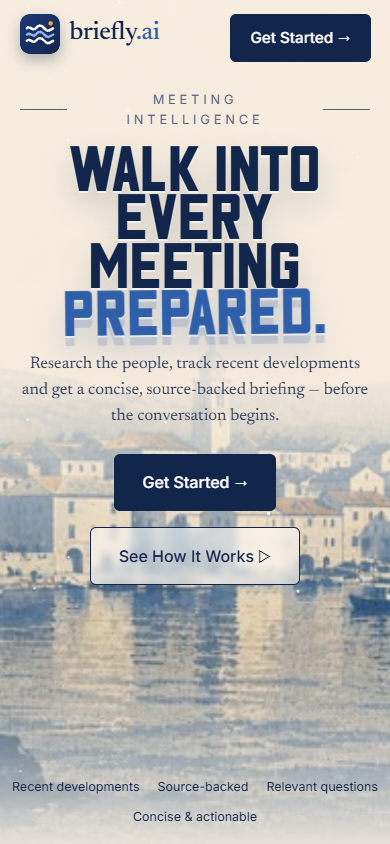 briefly.ai
Get Started →
MEETING
INTELLIGENCE
WALK INTO
EVERY
MEETING
PREPARED.
Research the people, track recent developments
and get a concise, source-backed briefing — before
the conversation begins.
Get Started →
See How It Works ▷
Recent developments Source-backed Relevant questions
Concise & actionable